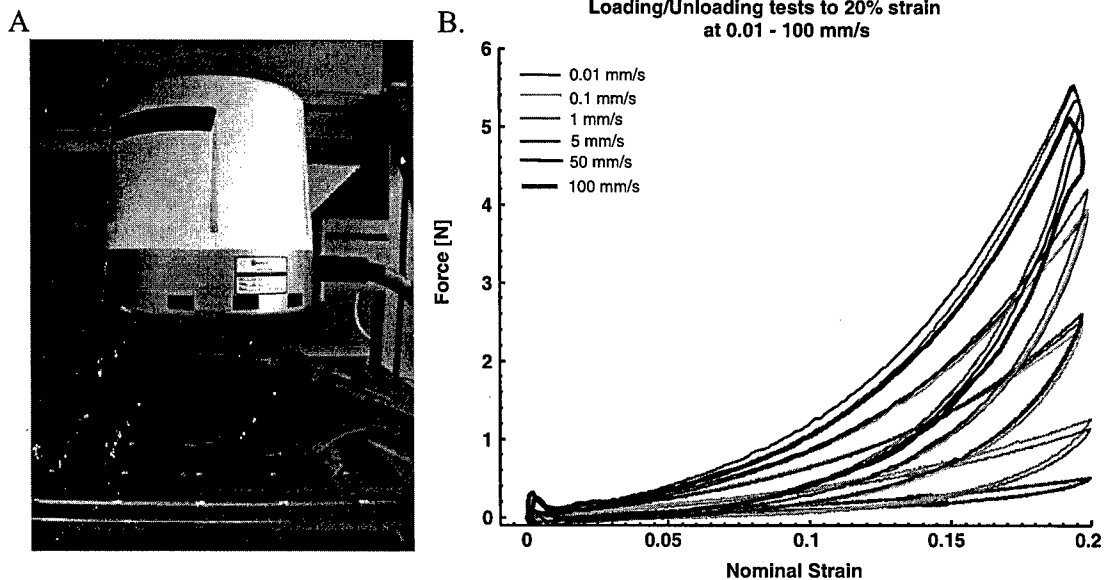 A
B.
Loading/Unloading tests to 20% strain
at 0.01 - 100 mm/s
6
5
4
3
2
1
0
Force [N]
0.01 mm/s
0.1 mm/s
1 mm/s
5 mm/s
50 mm/s
100 mm/s
0
0.05
0.1
0.15
0.2
Nominal Strain